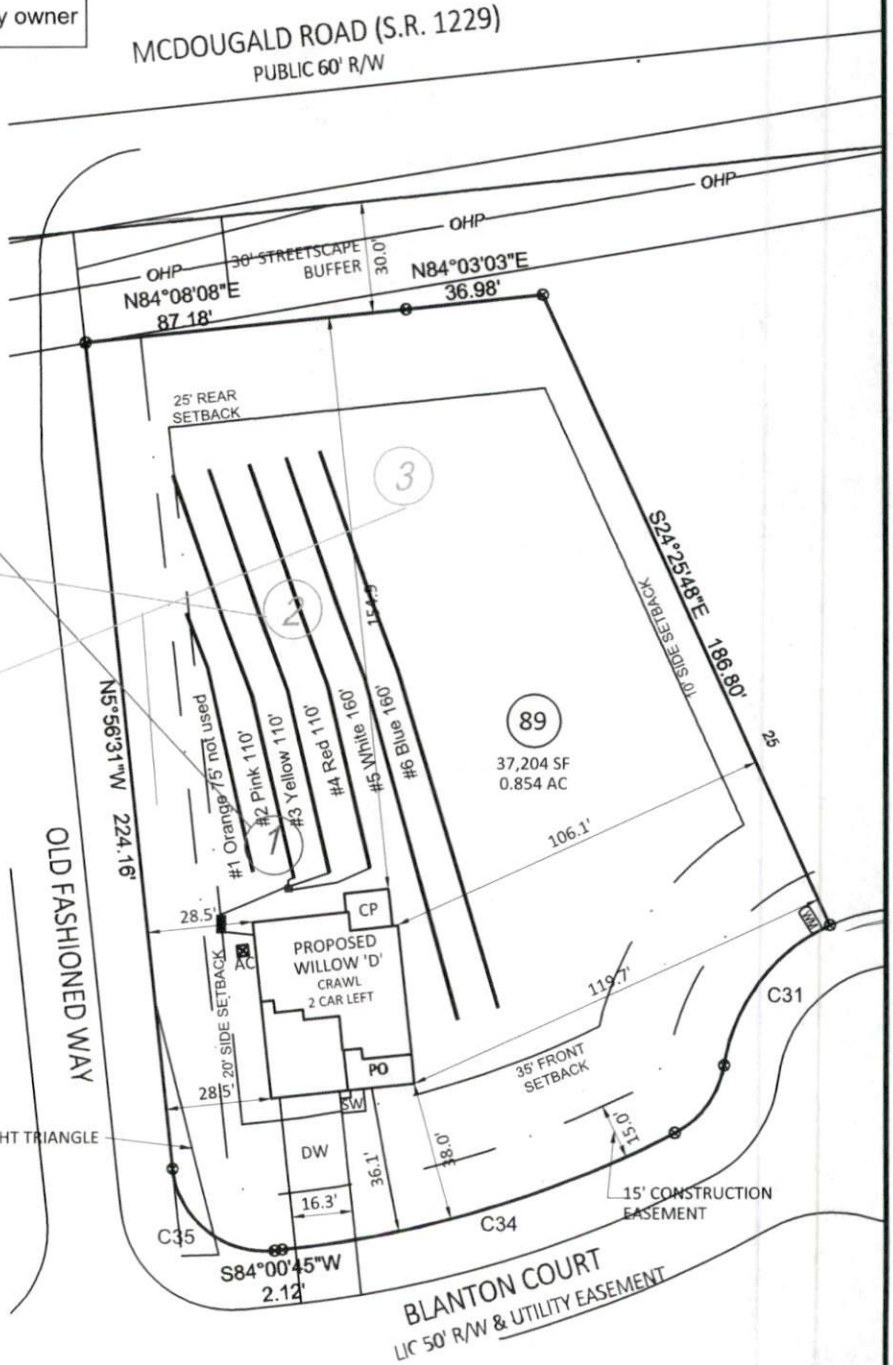 y owner
MCDOUGALD ROAD (S.R. 1229)
PUBLIC 60' R/W
OHP
OHP
OHP
30' STREETSCAPE
BUFFER
30.0'
N84°08'08"E
87.18'
N84°03'03"E
36.98'
25' REAR
SETBACK
3
2
1
154.9'
S24°25'48"E 186.80'
10' SIDE SETBACK
25
N5°56'31"W 224.16'
#1 Orange 75' not used
#2 Pink 110'
#3 Yellow 110'
#4 Red 110'
#5 White 160'
#6 Blue 160'
89
37,204 SF
0.854 AC
106.1'
OLD FASHIONED WAY
28.5'
CP
AC
PROPOSED
WILLOW 'D'
CRAWL
2 CAR LEFT
20' SIDE SETBACK
119.7'
WM
C31
PO
35' FRONT
SETBACK
28.5'
SW
HT TRIANGLE
DW
36.1'
38.0'
15.0'
16.3'
15' CONSTRUCTION
EASEMENT
C35
C34
S84°00'45"W
2.12'
BLANTON COURT
LIC 50' R/W & UTILITY EASEMENT